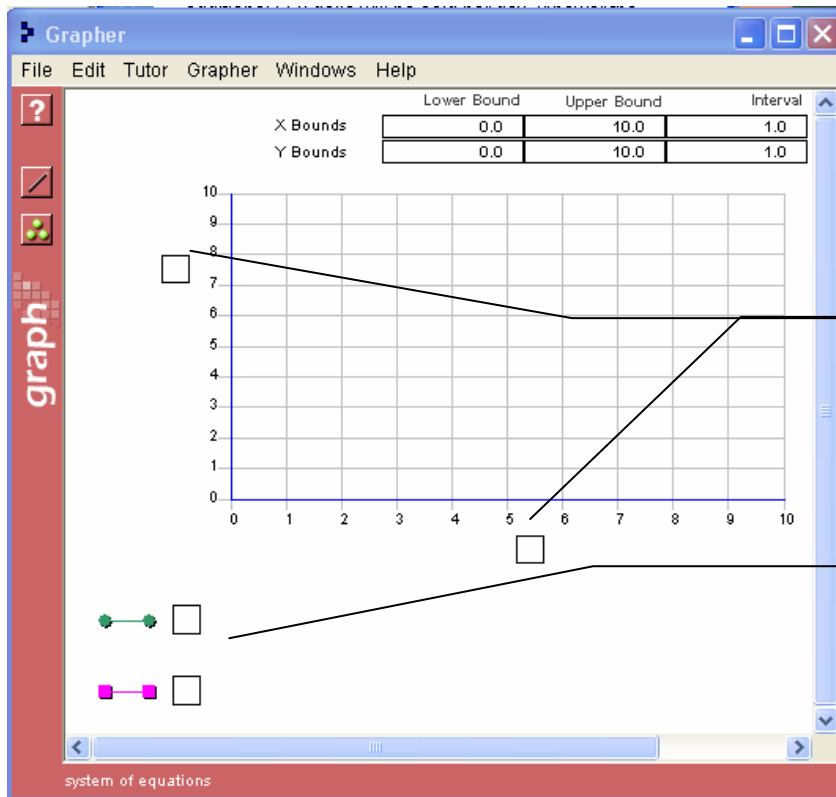 Grapher
File Edit Tutor Grapher Windows Help
Lower Bound Upper Bound Interval
X Bounds 0.0 10.0 1.0
Y Bounds 0.0 10.0 1.0
10
9
8
7
6
5
4
3
2
1
0
0 1 2 3 4 5 6 7 8 9 10
graph
system of equations